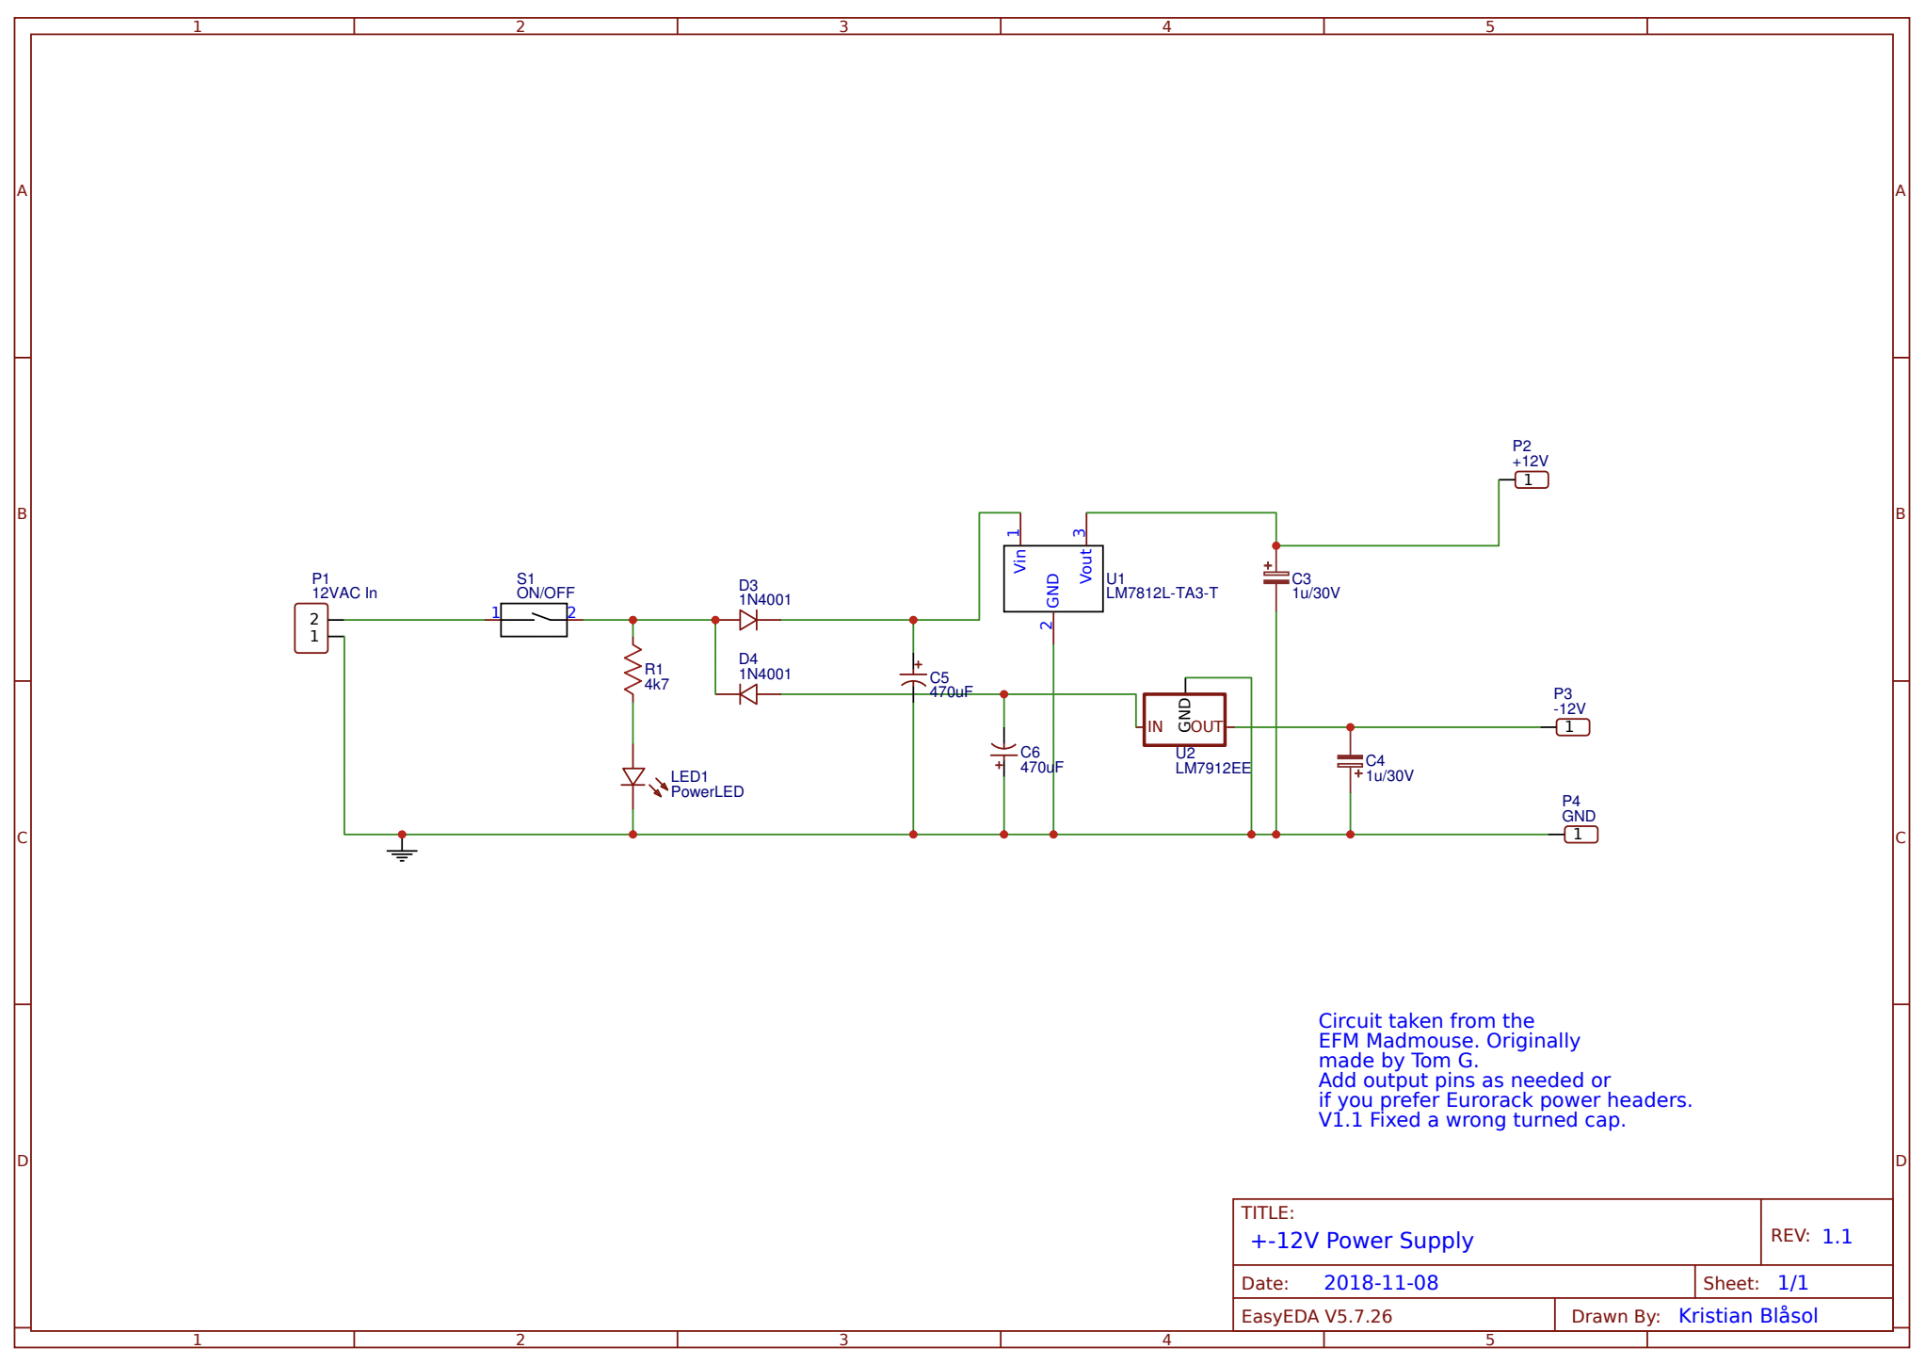 1 2 3 4 5
A A
B B
C C
D D
P1
12VAC In
2
1
S1
ON/OFF
1 2
R1
4k7
LED1
PowerLED
D3
1N4001
D4
1N4001
C5
470uF
C6
470uF
1 3
Vin GND Vout
2
U1
LM7812L-TA3-T
C3
1u/30V
P2
+12V
1
GND
IN OUT
U2
LM7912EE
C4
1u/30V
P3
-12V
1
P4
GND
1
Circuit taken from the
EFM Madmouse. Originally
made by Tom G.
Add output pins as needed or
if you prefer Eurorack power headers.
V1.1 Fixed a wrong turned cap.
TITLE:
+-12V Power Supply
REV: 1.1
Date: 2018-11-08
Sheet: 1/1
EasyEDA V5.7.26
Drawn By: Kristian Blåsol
1 2 3 4 5